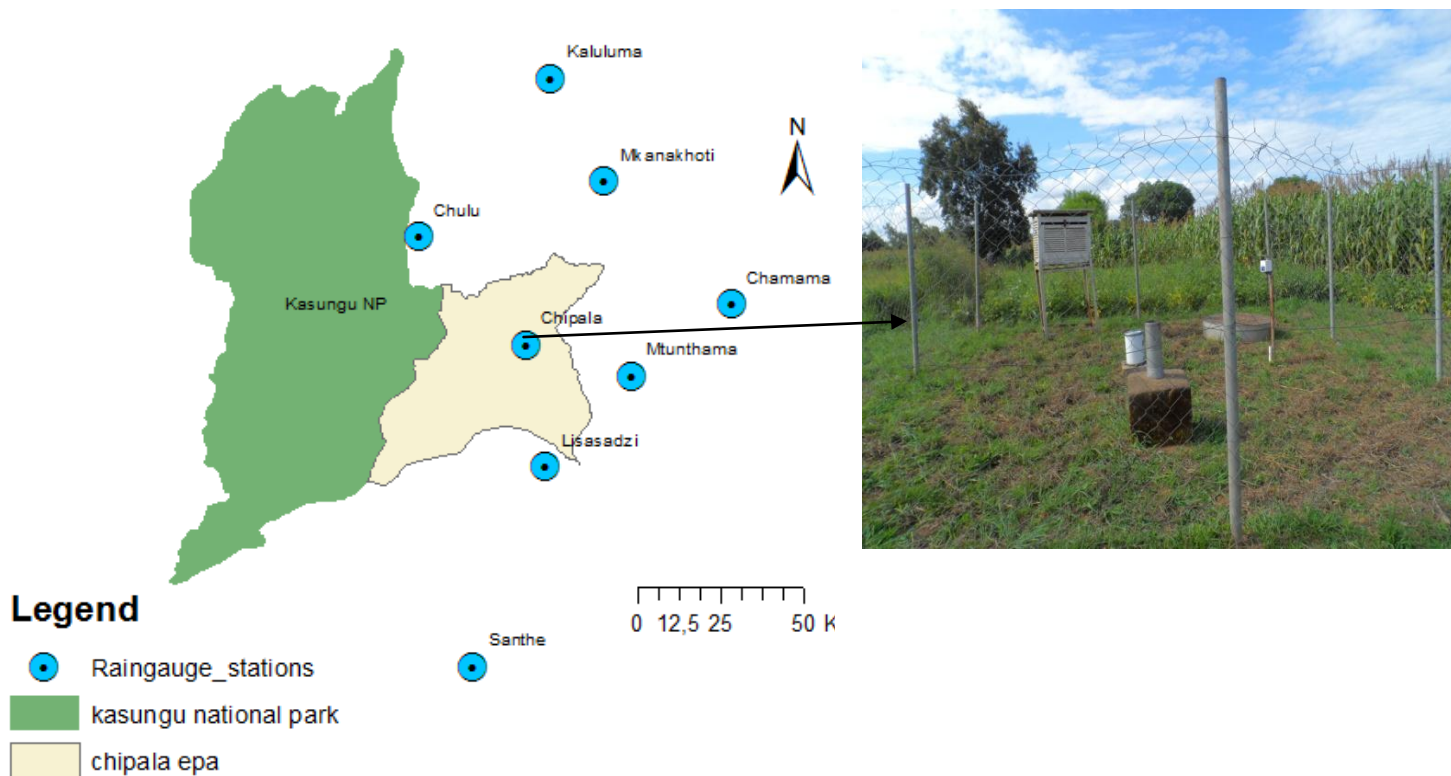 Kaluluma
N
Mkanakhoti
Chulu
Chamama
Kasungu NP
Chipala
Mtunthama
Lisasadzi
0 12,5 25 50 K
Santhe
Legend
Raingauge_stations
kasungu national park
chipala epa